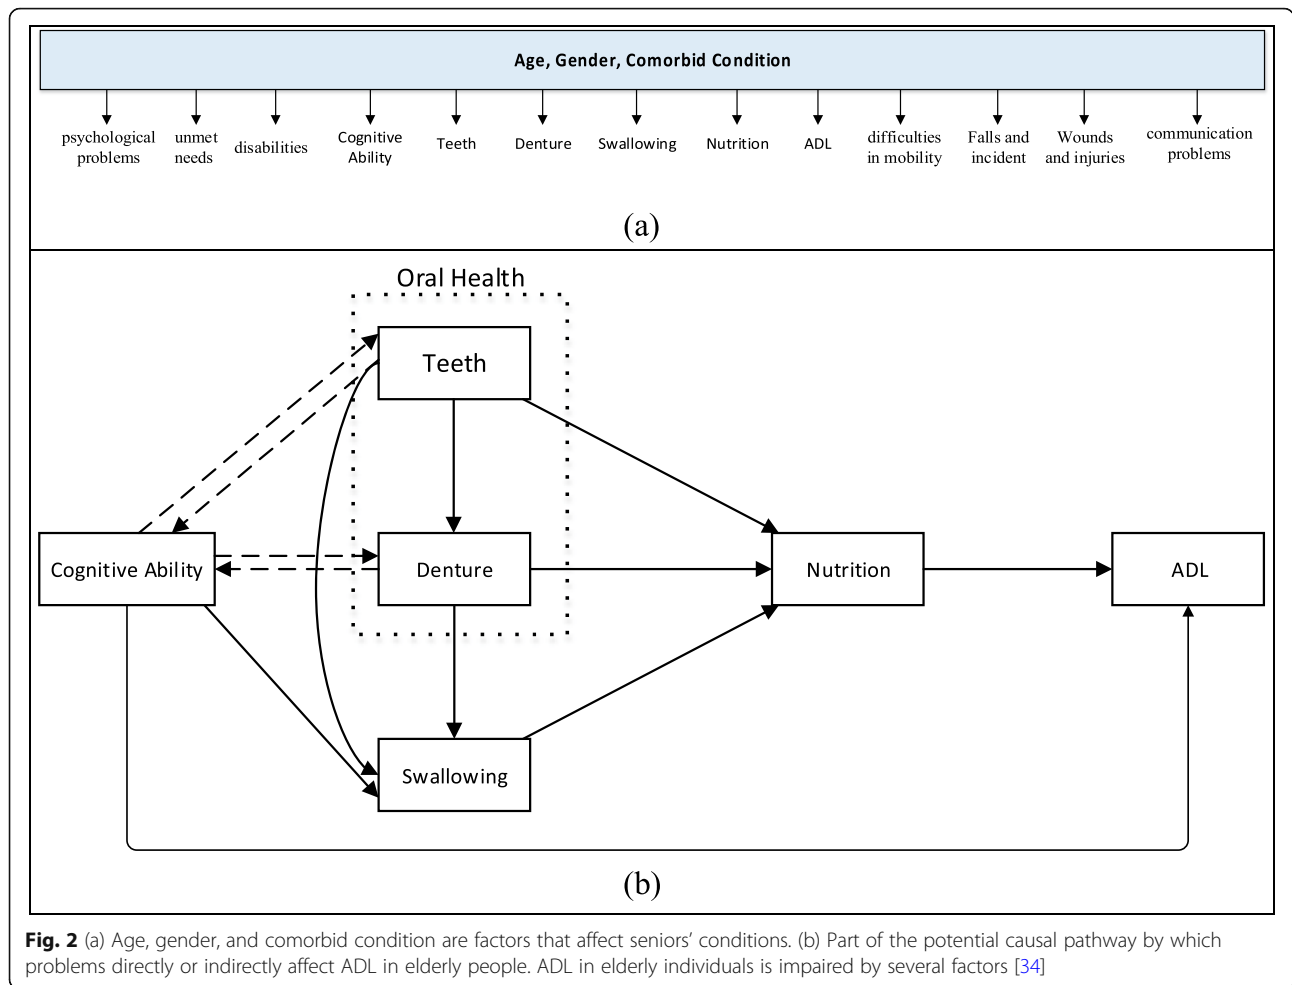 Age, Gender, Comorbid Condition
psychological
problems
unmet
needs
disabilities
Cognitive
Ability
Teeth
Denture
Swallowing
Nutrition
ADL
difficulties
in mobility
Falls and
incident
Wounds
and injuries
communication
problems
(a)
Oral Health
Teeth
Cognitive Ability
Denture
Nutrition
ADL
Swallowing
(b)
Fig. 2 (a) Age, gender, and comorbid condition are factors that affect seniors’ conditions. (b) Part of the potential causal pathway by which
problems directly or indirectly affect ADL in elderly people. ADL in elderly individuals is impaired by several factors [34]